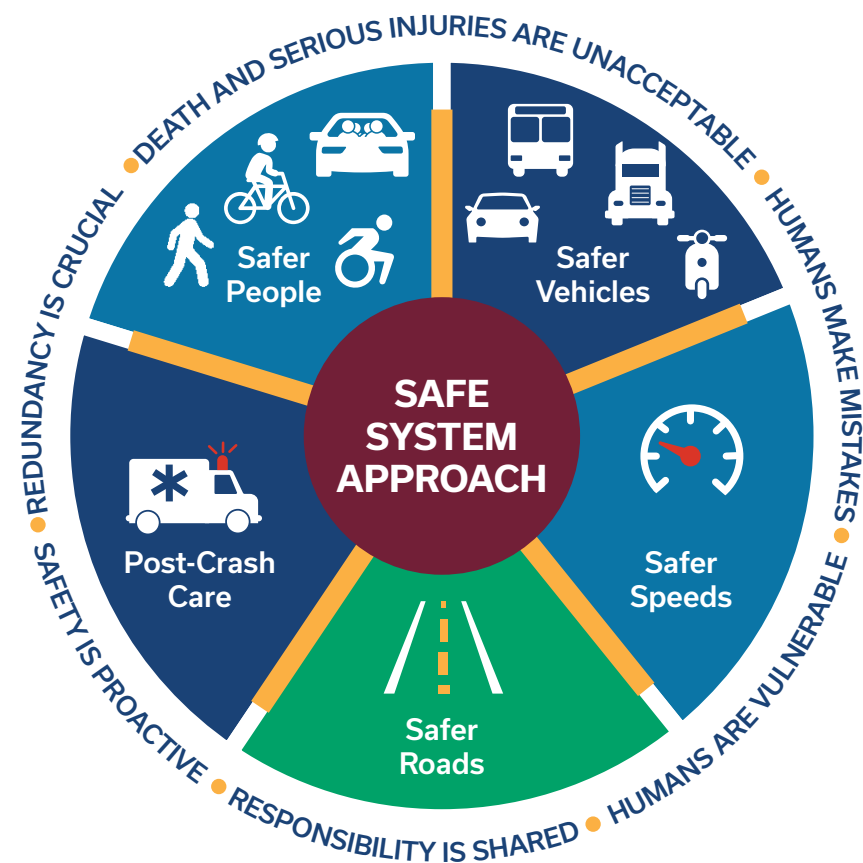 DEATH AND SERIOUS INJURIES ARE UNACCEPTABLE
HUMANS MAKE MISTAKES
HUMANS ARE VULNERABLE
RESPONSIBILITY IS SHARED
SAFETY IS PROACTIVE
REDUNDANCY IS CRUCIAL
Safer
People
Safer
Vehicles
SAFE
SYSTEM
APPROACH
Post-Crash
Care
Safer
Speeds
Safer
Roads